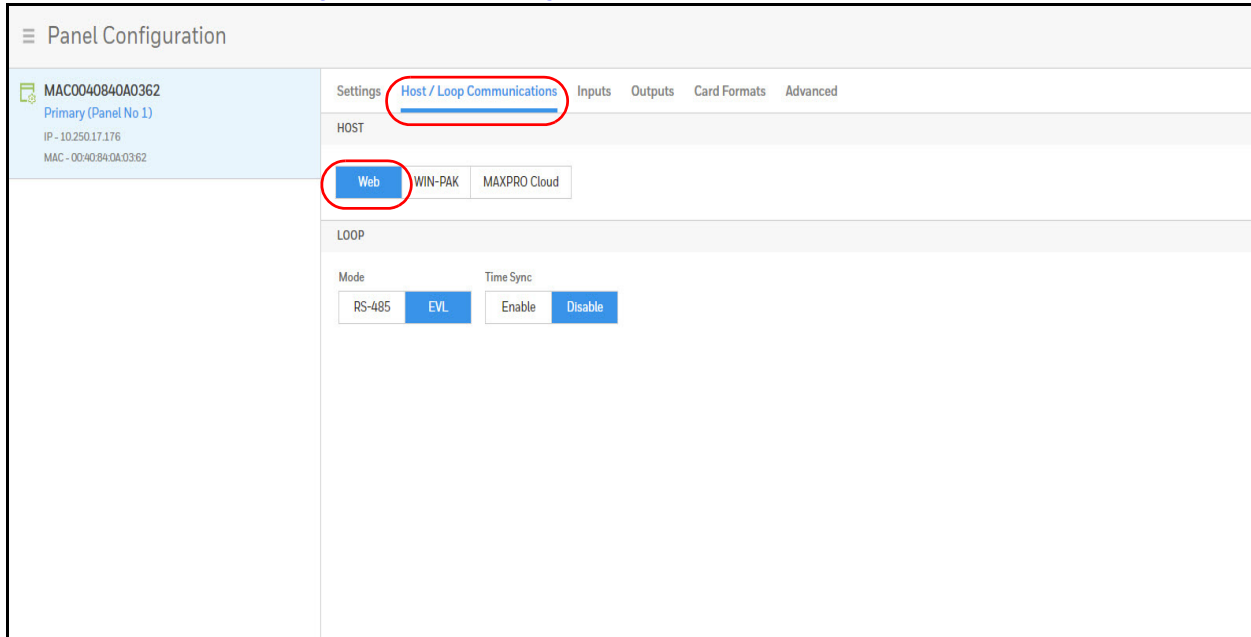 Panel Configuration
MAC0040840A0362
Primary (Panel No 1)
IP - 10.250.17.176
MAC - 00:40:84:0A:03:62
Settings Host / Loop Communications Inputs Outputs Card Formats Advanced
HOST
Web WIN-PAK MAXPRO Cloud
LOOP
Mode Time Sync
RS-485 EVL Enable Disable